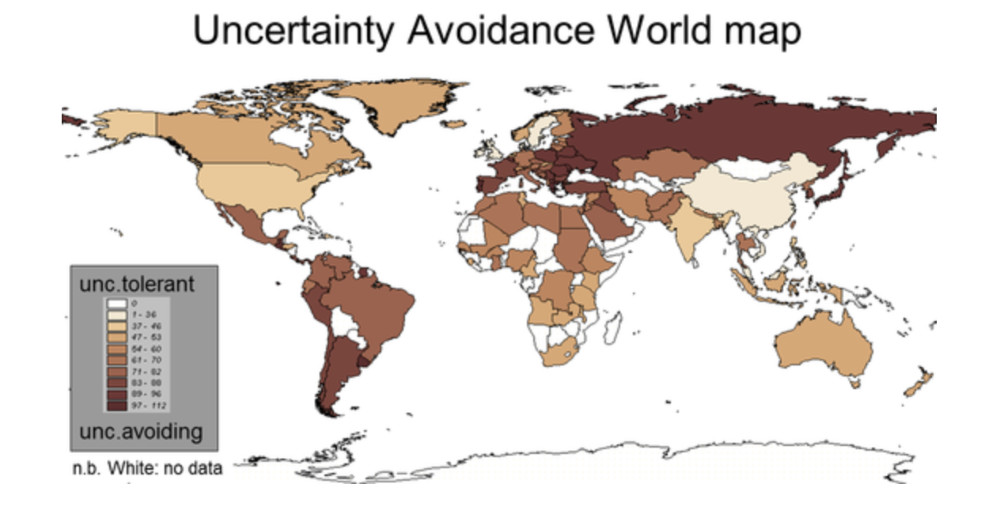 Uncertainty Avoidance World map
unc.tolerant
0
1 - 36
37 - 46
47 - 53
54 - 60
61 - 70
71 - 82
83 - 88
89 - 96
97 - 112
unc.avoiding
n.b. White: no data